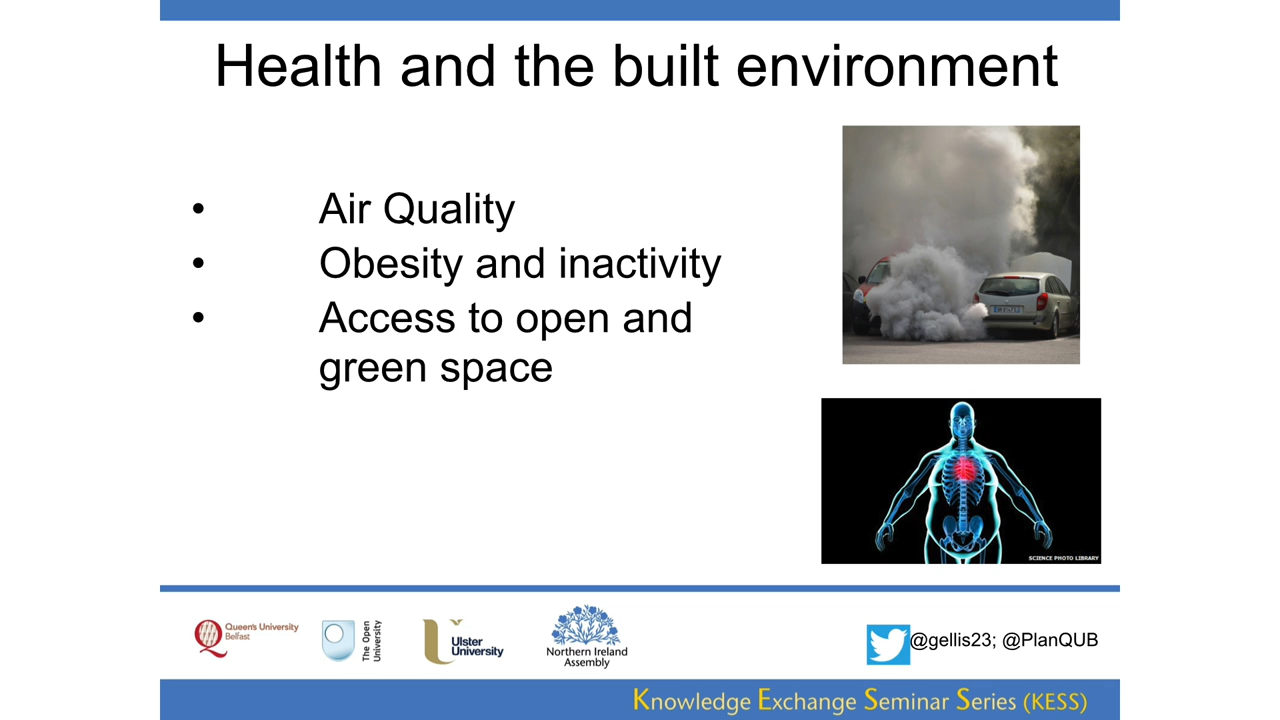 Health and the built environment
• Air Quality
• Obesity and inactivity
• Access to open and
green space
SCIENCE PHOTO LIBRARY
Queen's University
Belfast
The Open
University
Ulster
University
Northern Ireland
Assembly
@gellis23; @PlanQUB
Knowledge Exchange Seminar Series (KESS)